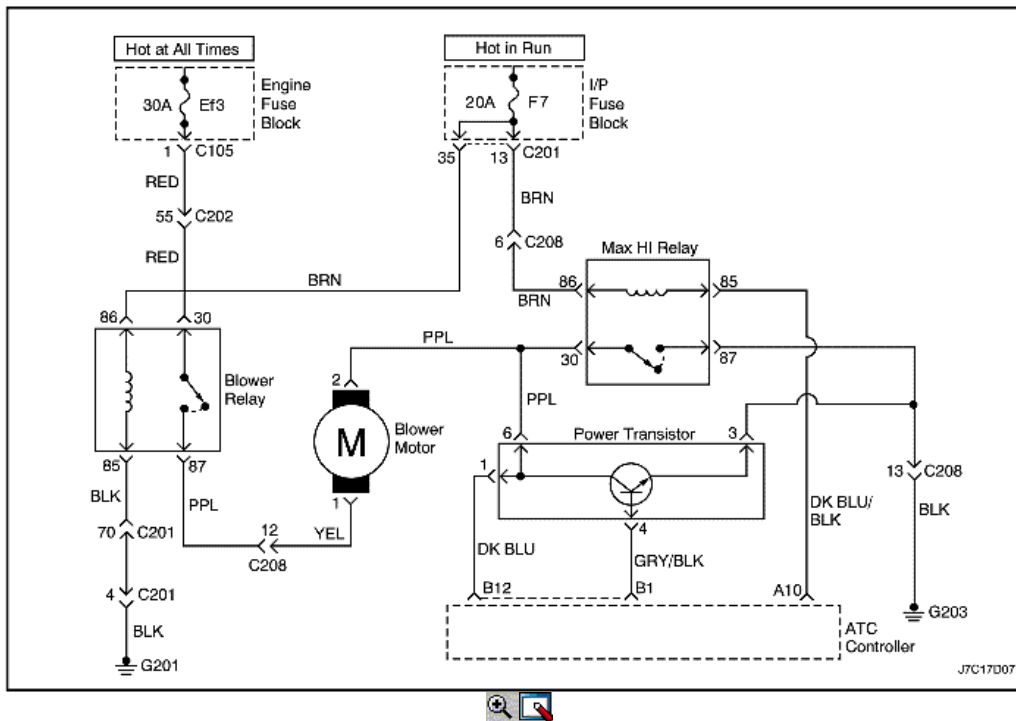 Hot at All Times
Hot in Run
30A Ef3
Engine
Fuse
Block
20A F7
I/P
Fuse
Block
1 C105
35 13 C201
RED
BRN
55 C202
6 C208
Max HI Relay
RED
BRN
86 85
BRN
86 30
PPL
30 87
Blower
Relay
2
PPL
M
Blower
Motor
6 Power Transistor 3
1
85 87
13 C208
BLK
PPL
1
DK BLU/
BLK
BLK
70 C201
12
YEL
4
C208
DK BLU
GRY/BLK
4 C201
B12 B1 A10
G203
BLK
ATC
Controller
G201
J7C17D07